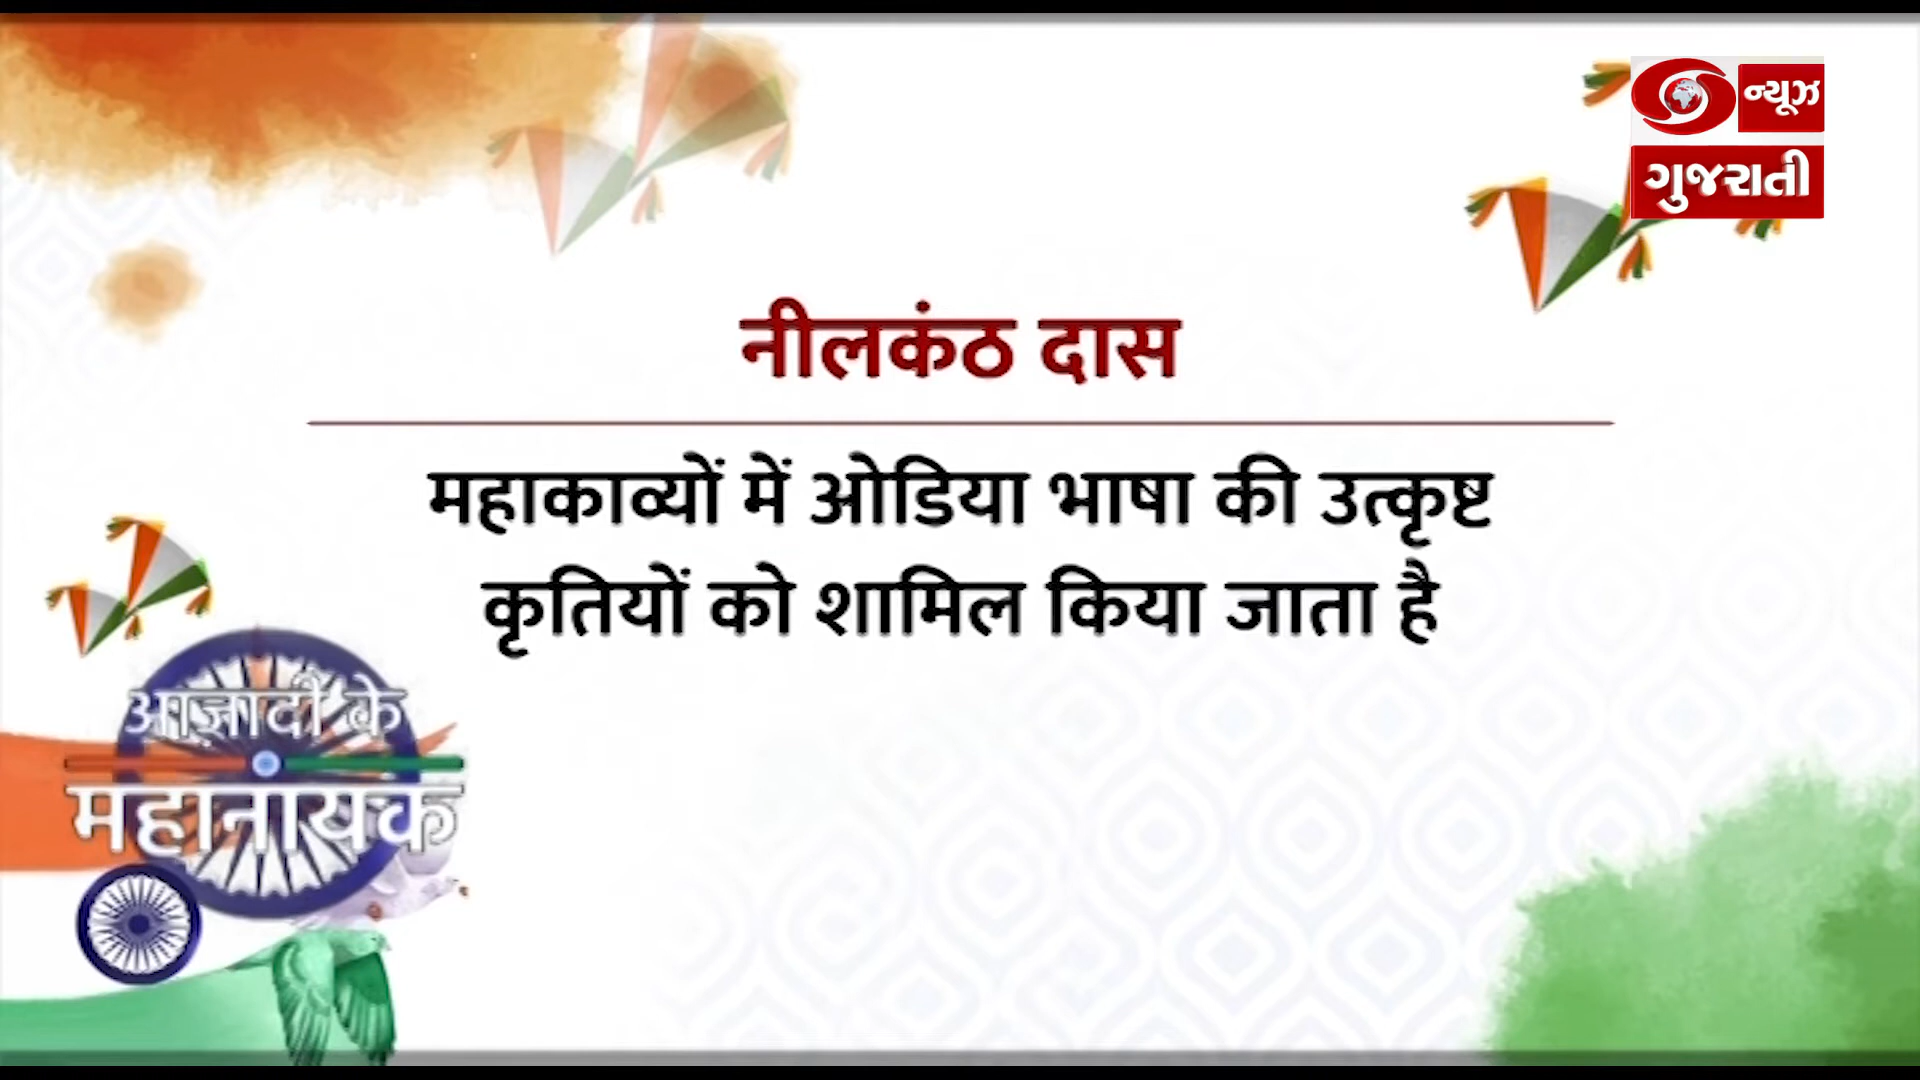 ન્યૂઝ
ગુજરાતી
नीलकंठ दास
महाकाव्यों में ओडिया भाषा की उत्कृष्ट
कृतियों को शामिल किया जाता है
आज़ादी के
महानायक